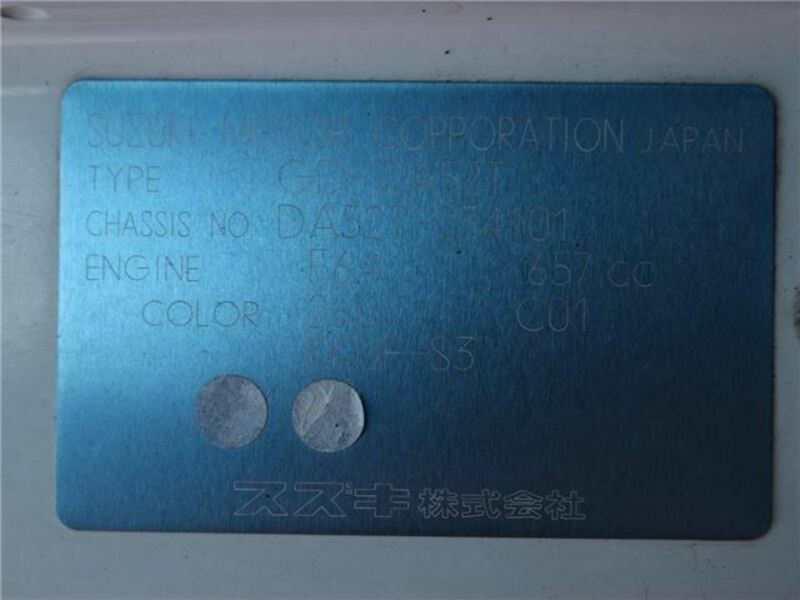 SUZUKI MOTOR CORPORATION JAPAN
TYPE GD-DA52T
CHASSIS NO
ENGINE F6A 657 cc
COLOR 26U C01
スズキ株式会社